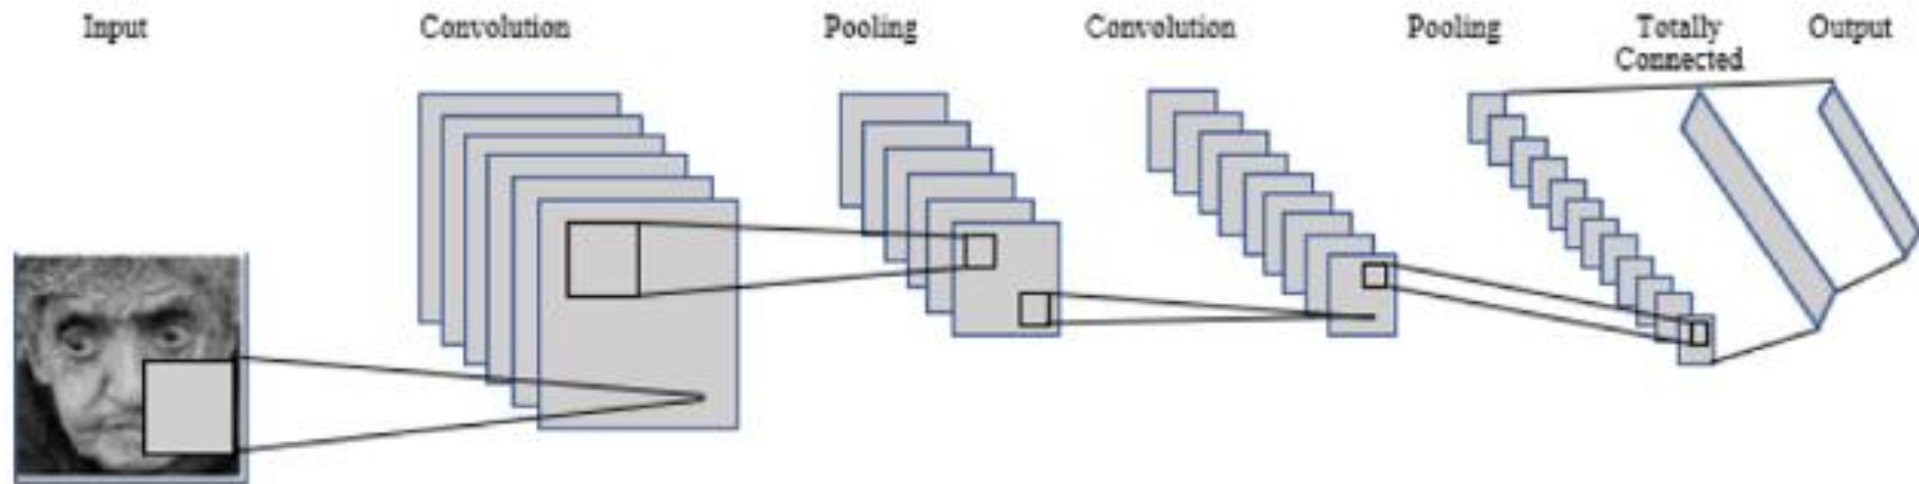 Input
Convolution
Pooling
Convolution
Pooling
Totally
Connected
Output